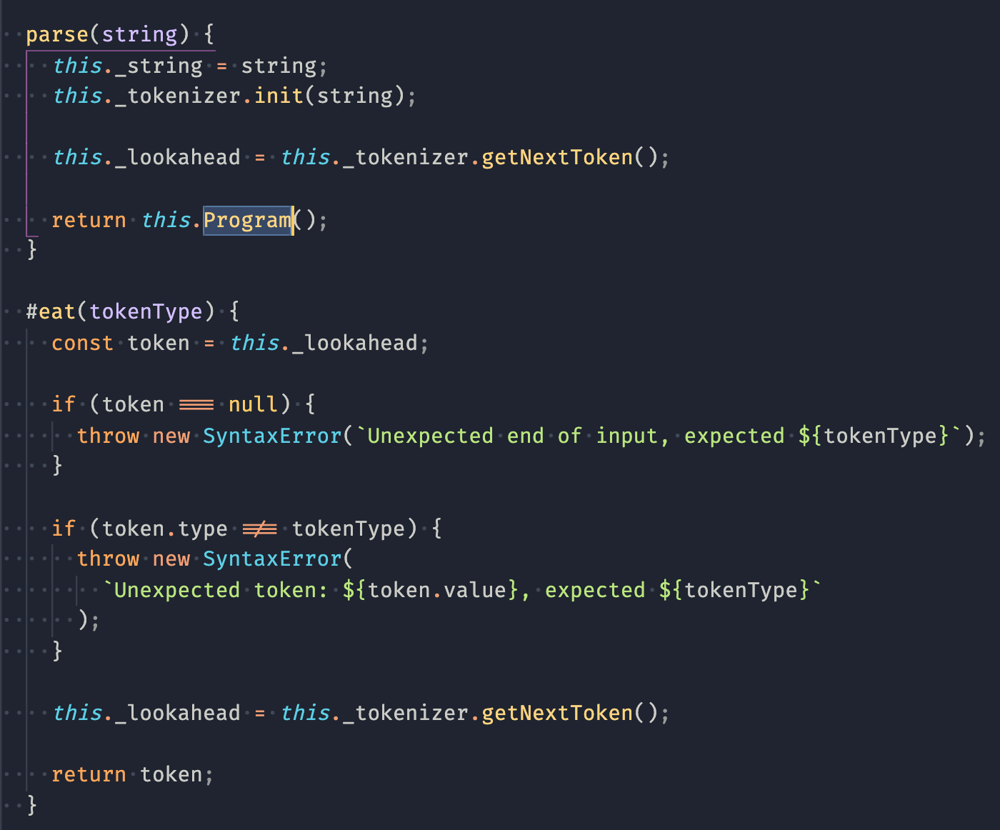 parse(string) {
this._string = string;
this._tokenizer.init(string);
this._lookahead = this._tokenizer.getNextToken();
return this.Program();
}
#eat(tokenType) {
const token = this._lookahead;
if (token === null) {
throw new SyntaxError(`Unexpected end of input, expected ${tokenType}`);
}
if (token.type !== tokenType) {
throw new SyntaxError(
`Unexpected token: ${token.value}, expected ${tokenType}`
);
}
this._lookahead = this._tokenizer.getNextToken();
return token;
}